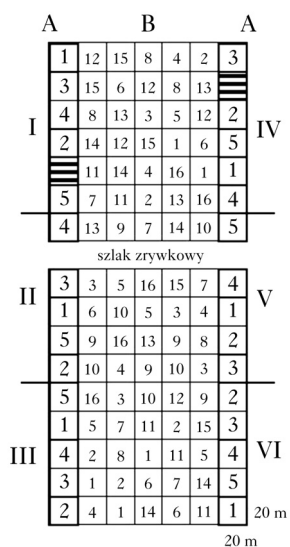 A B A
1 12 15 8 4 2 3
3 15 6 12 8 13
4 8 13 3 5 12 2
I IV
2 14 12 15 1 6 5
11 14 4 16 1 1
5 7 11 2 13 16 4
4 13 9 7 14 10 5
szlak zrywkowy
3 3 5 16 15 7 4
II V
1 6 10 5 3 4 1
5 9 16 13 9 8 2
2 10 4 9 10 3 3
5 16 3 10 12 9 2
1 5 7 11 2 15 3
III 4 2 8 1 11 5 4 VI
3 1 2 6 7 14 5
2 4 1 14 6 11 1 20 m
20 m